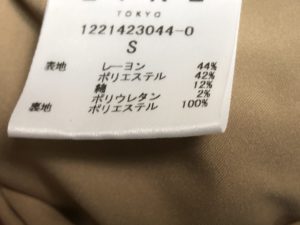 TOKYO
1221423044-0
S
表地 レーヨン 44%
ポリエステル 42%
綿 12%
ポリウレタン 2%
裏地 ポリエステル 100%